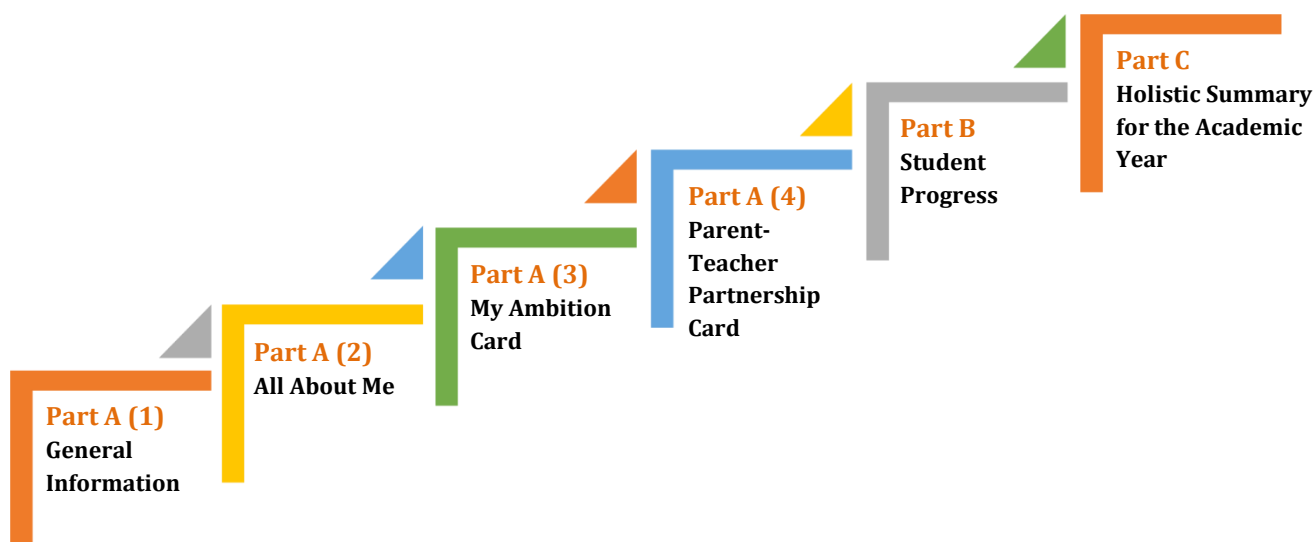 Part A (1)
General
Information
Part A (2)
All About Me
Part A (3)
My Ambition
Card
Part A (4)
Parent-
Teacher
Partnership
Card
Part B
Student
Progress
Part C
Holistic Summary
for the Academic
Year